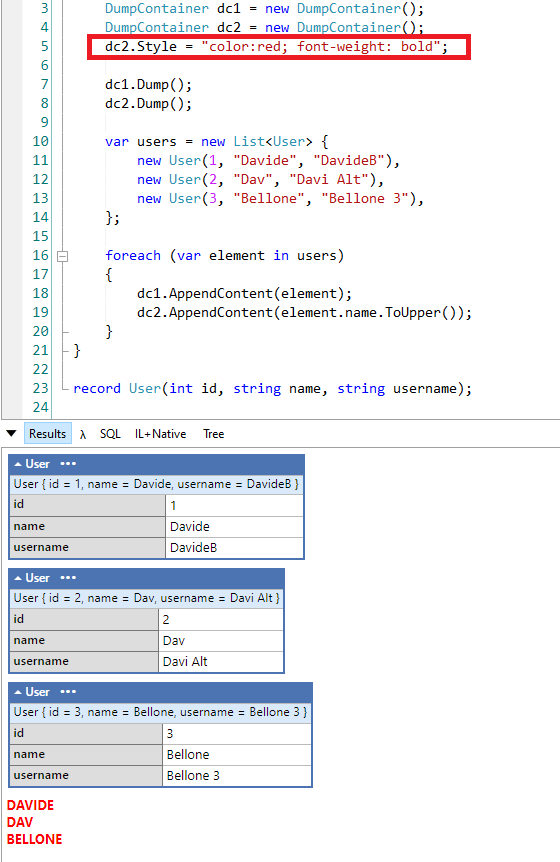 3 DumpContainer dc1 = new DumpContainer();
4 DumpContainer dc2 = new DumpContainer();
5 dc2.Style = "color:red; font-weight: bold";
6
7 dc1.Dump();
8 dc2.Dump();
9
10 var users = new List<User> {
11 new User(1, "Davide", "DavideB"),
12 new User(2, "Dav", "Davi Alt"),
13 new User(3, "Bellone", "Bellone 3"),
14 };
15
16 foreach (var element in users)
17 {
18 dc1.AppendContent(element);
19 dc2.AppendContent(element.name.ToUpper());
20 }
21 }
22
23 record User(int id, string name, string username);
24
Results λ SQL IL+Native Tree
User •••
User { id = 1, name = Davide, username = DavideB }
id 1
name Davide
username DavideB
User •••
User { id = 2, name = Dav, username = Davi Alt }
id 2
name Dav
username Davi Alt
User •••
User { id = 3, name = Bellone, username = Bellone 3 }
id 3
name Bellone
username Bellone 3
DAVIDE
DAV
BELLONE